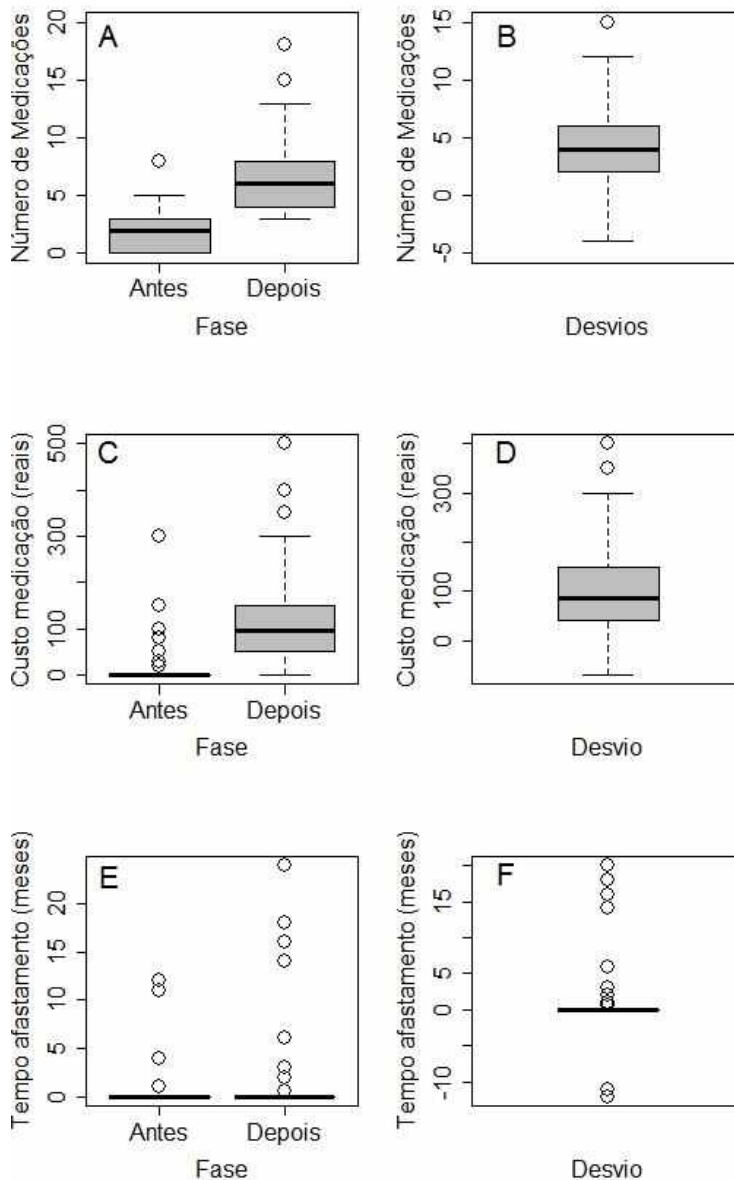 A
Número de Medicações
20
15
10
5
0
Antes
Depois
Fase
B
Número de Medicações
15
5
0
-5
Desvios
C
Custo medicação (reais)
500
300
100
0
Antes
Depois
Fase
D
Custo medicação (reais)
300
100
0
Desvio
E
Tempo afastamento (meses)
20
15
10
5
0
Antes
Depois
Fase
F
Tempo afastamento (meses)
15
5
0
-10
Desvio